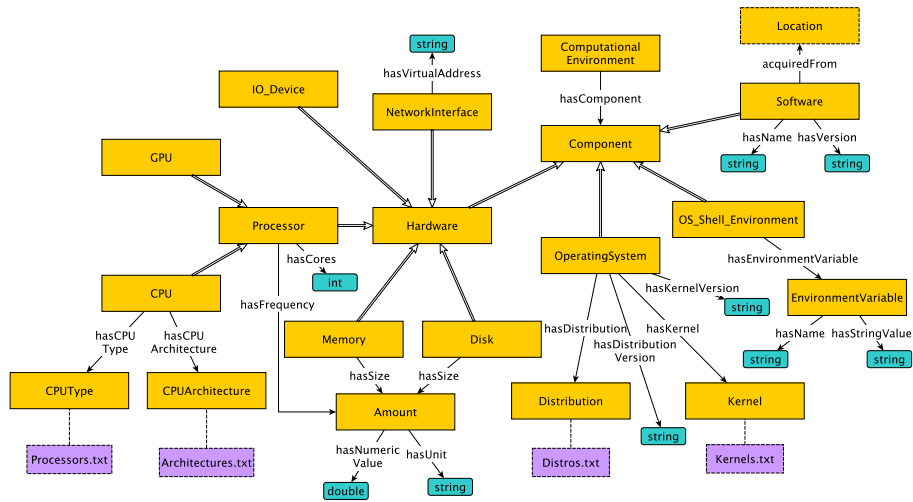 Location
string
Computational
Environment
acquiredFrom
hasVirtualAddress
IO_Device
hasComponent
Software
NetworkInterface
hasName
hasVersion
Component
GPU
string
string
Processor
Hardware
OS_Shell_Environment
hasCores
OperatingSystem
hasEnvironmentVariable
int
CPU
hasFrequency
hasKernelVersion
EnvironmentVariable
string
hasCPU
Type
hasCPU
Architecture
Memory
Disk
hasDistribution
hasKernel
hasName
hasStringValue
hasDistribution
Version
string
string
hasSize
hasSize
CPUType
CPUArchitecture
Amount
Distribution
Kernel
string
hasNumeric
Value
hasUnit
Processors.txt
Architectures.txt
Distros.txt
Kernels.txt
double
string